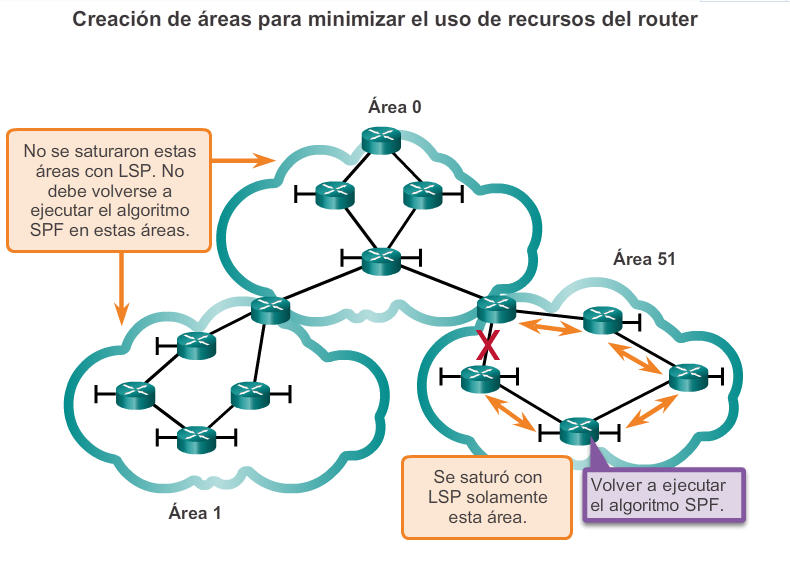 Creación de áreas para minimizar el uso de recursos del router
Área 0
No se saturaron estas
áreas con LSP. No
debe volverse a
ejecutar el algoritmo
SPF en estas áreas.
Área 51
X
Se saturó con
LSP solamente
esta área.
Volver a ejecutar
el algoritmo SPF.
Área 1